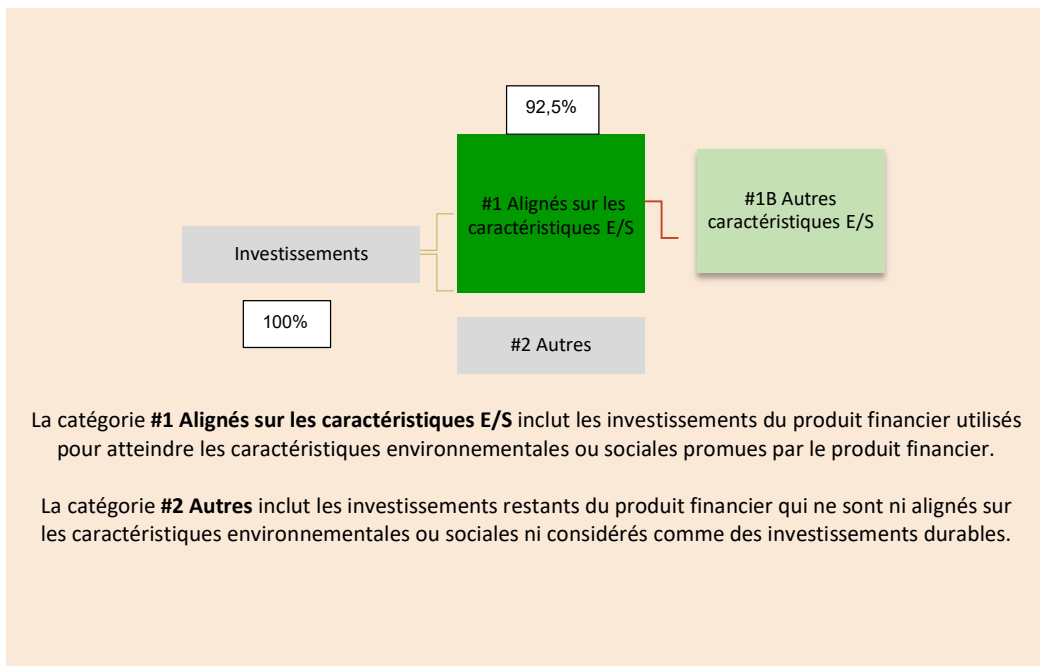 92,5%
#1 Alignés sur les
caractéristiques E/S
#1B Autres
caractéristiques E/S
Investissements
100%
#2 Autres
La catégorie #1 Alignés sur les caractéristiques E/S inclut les investissements du produit financier utilisés
pour atteindre les caractéristiques environnementales ou sociales promues par le produit financier.
La catégorie #2 Autres inclut les investissements restants du produit financier qui ne sont ni alignés sur
les caractéristiques environnementales ou sociales ni considérés comme des investissements durables.